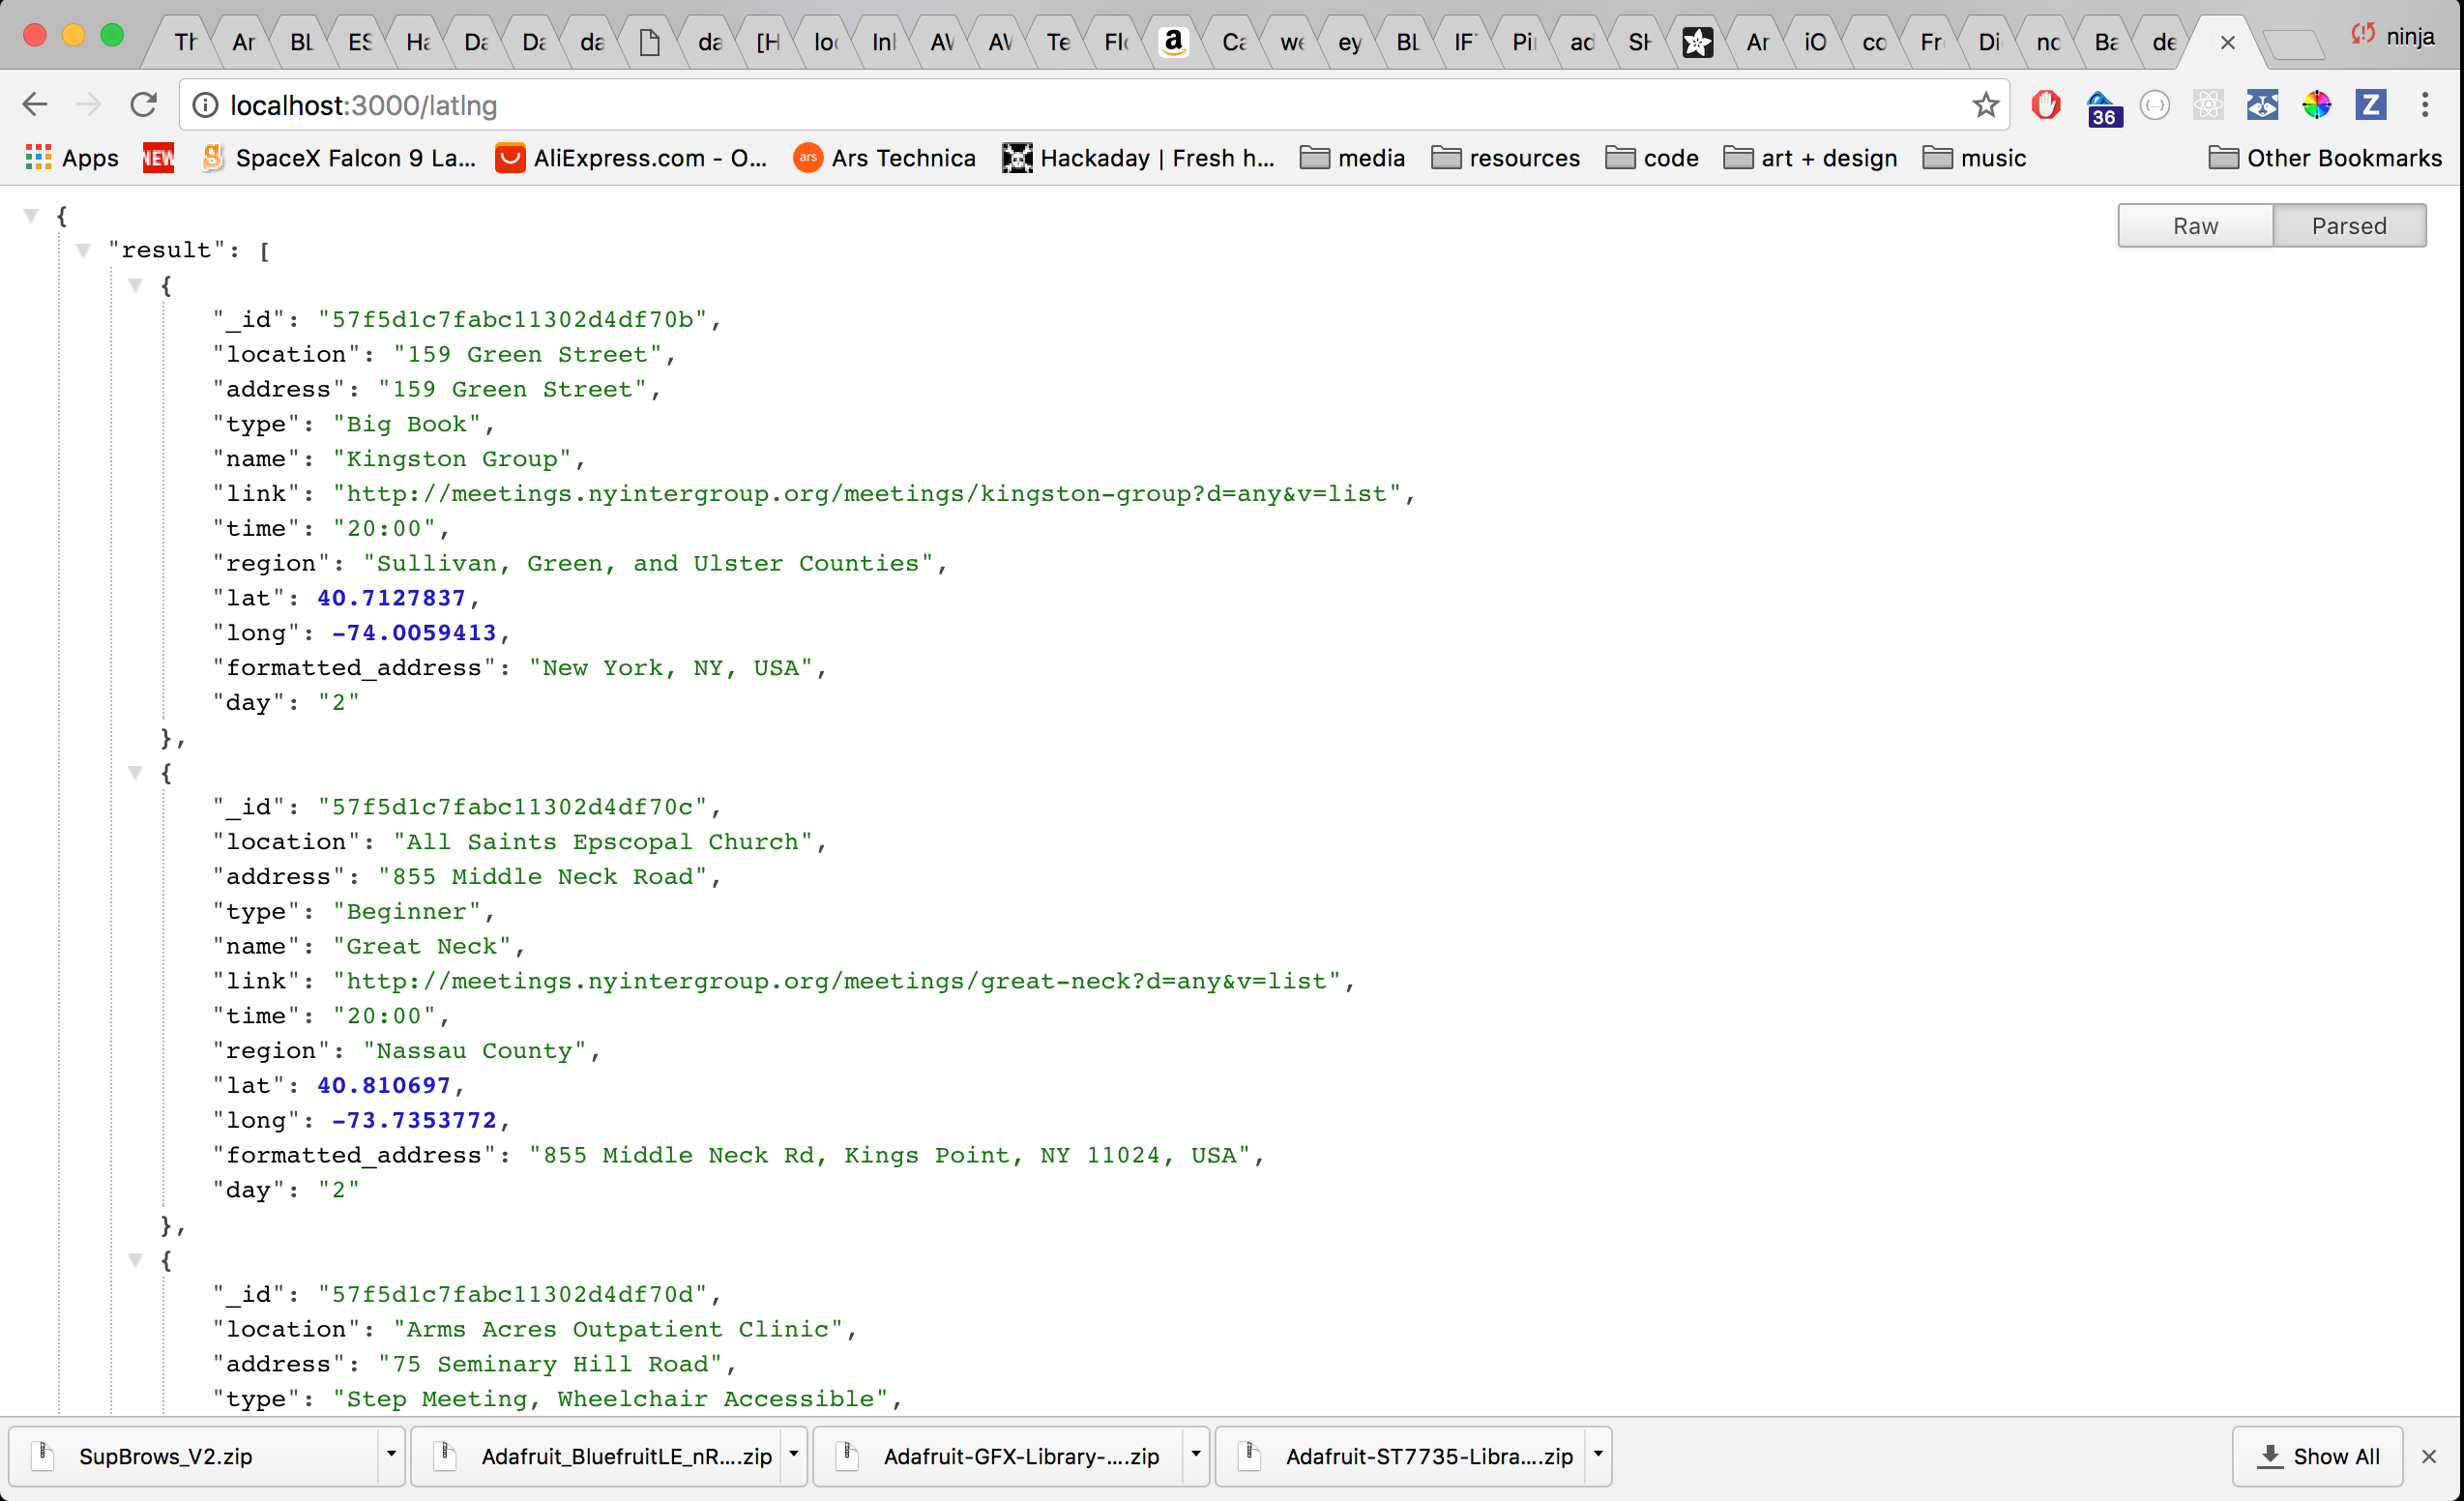 Th Ar BL ES Ha Da Da da da [H loc Inl AV AV Te Flo a Ca we ey BL IF Pi ad SH Ar iO co Fr Di no Ba de ninja
localhost:3000/latlng 36 Z
Apps NEW SpaceX Falcon 9 La... AliExpress.com - O... ars Ars Technica Hackaday | Fresh h... media resources code art + design music Other Bookmarks
Raw Parsed
{
"result": [
{
"_id": "57f5d1c7fabc11302d4df70b",
"location": "159 Green Street",
"address": "159 Green Street",
"type": "Big Book",
"name": "Kingston Group",
"link": "http://meetings.nyintergroup.org/meetings/kingston-group?d=any&v=list",
"time": "20:00",
"region": "Sullivan, Green, and Ulster Counties",
"lat": 40.7127837,
"long": -74.0059413,
"formatted_address": "New York, NY, USA",
"day": "2"
},
{
"_id": "57f5d1c7fabc11302d4df70c",
"location": "All Saints Epscopal Church",
"address": "855 Middle Neck Road",
"type": "Beginner",
"name": "Great Neck",
"link": "http://meetings.nyintergroup.org/meetings/great-neck?d=any&v=list",
"time": "20:00",
"region": "Nassau County",
"lat": 40.810697,
"long": -73.7353772,
"formatted_address": "855 Middle Neck Rd, Kings Point, NY 11024, USA",
"day": "2"
},
{
"_id": "57f5d1c7fabc11302d4df70d",
"location": "Arms Acres Outpatient Clinic",
"address": "75 Seminary Hill Road",
"type": "Step Meeting, Wheelchair Accessible",
SupBrows_V2.zip Adafruit_BluefruitLE_nR....zip Adafruit-GFX-Library-....zip Adafruit-ST7735-Libra....zip Show All